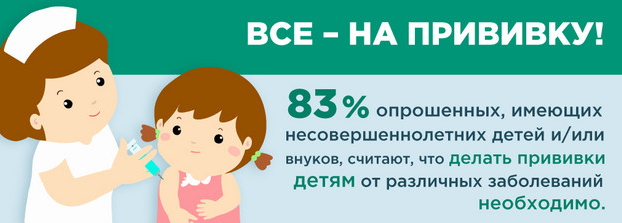 ВСЕ – НА ПРИВИВКУ!
83% опрошенных, имеющих
несовершеннолетних детей и/или
внуков, считают, что делать прививки
детям от различных заболеваний
необходимо.